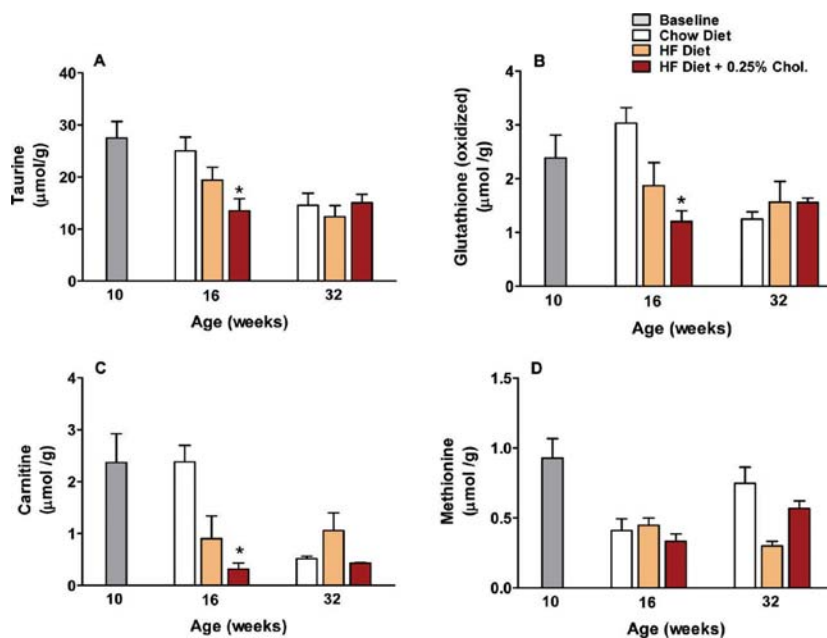 Baseline
Chow Diet
HF Diet
HF Diet + 0.25% Chol.
A
40
30
20
10
0
Taurine
(μmol/g)
10 16 32
Age (weeks)
B
4
3
2
1
0
Glutathione (oxidized)
(μmol /g)
*
*
10 16 32
Age (weeks)
C
4
3
2
1
0
Carnitine
(μmol /g)
*
10 16 32
Age (weeks)
D
1.5
1.0
0.5
0.0
Methionine
(μmol /g)
10 16 32
Age (weeks)